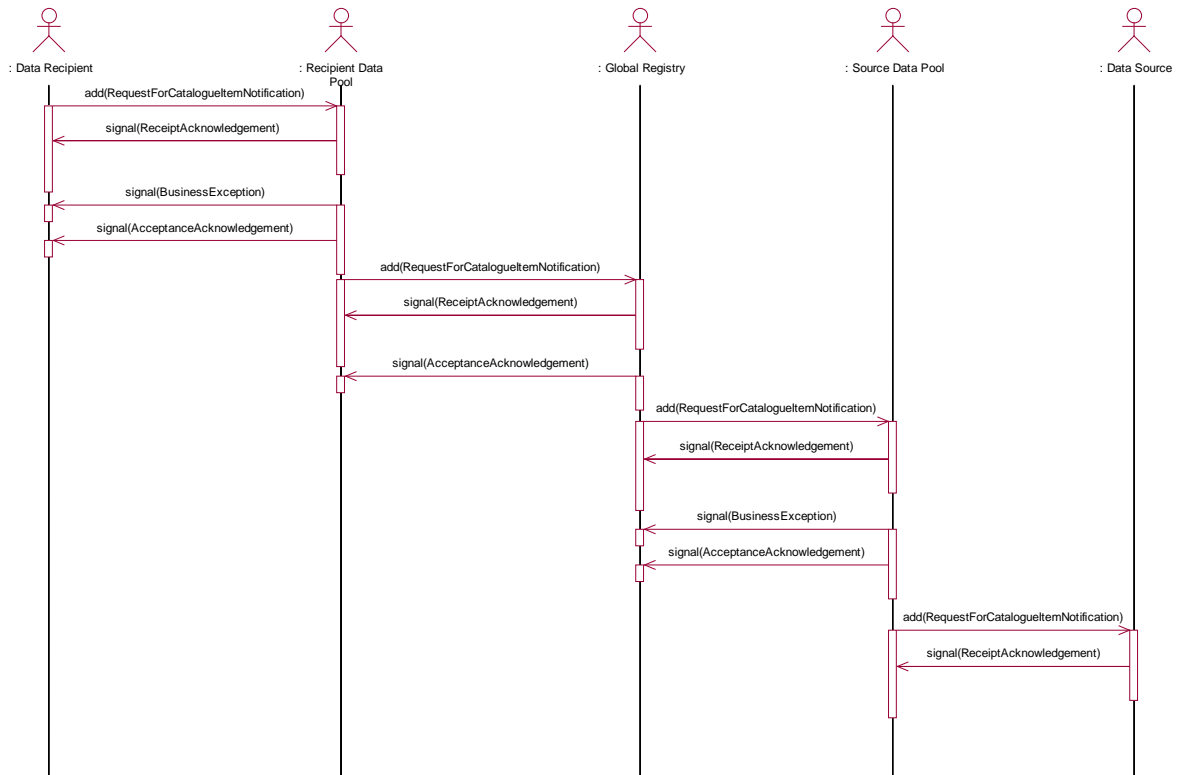 : Data Recipient
: Recipient Data
Pool
: Global Registry
: Source Data Pool
: Data Source
add(RequestForCatalogueItemNotification)
signal(ReceiptAcknowledgement)
signal(BusinessException)
signal(AcceptanceAcknowledgement)
add(RequestForCatalogueItemNotification)
signal(ReceiptAcknowledgement)
signal(AcceptanceAcknowledgement)
add(RequestForCatalogueItemNotification)
signal(ReceiptAcknowledgement)
signal(BusinessException)
signal(AcceptanceAcknowledgement)
add(RequestForCatalogueItemNotification)
signal(ReceiptAcknowledgement)